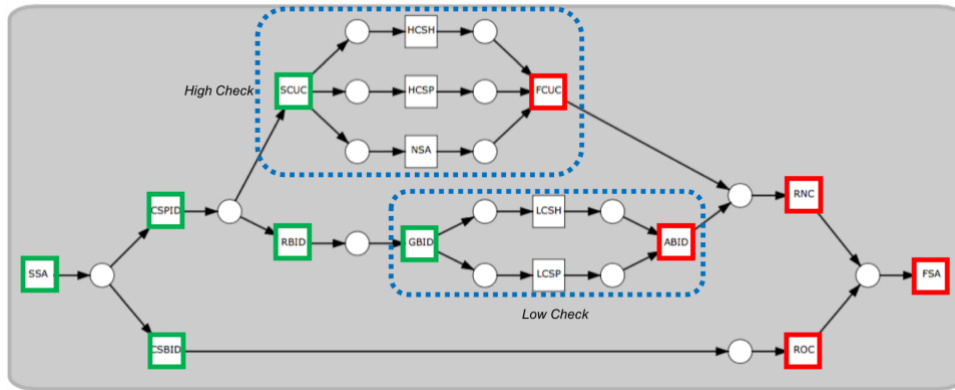 HCSH
High Check
SCUC
HCSP
FCUC
NSA
CSPID
LCSH
RNC
RBID
GBID
ABID
SSA
LCSP
FSA
Low Check
CSBID
ROC